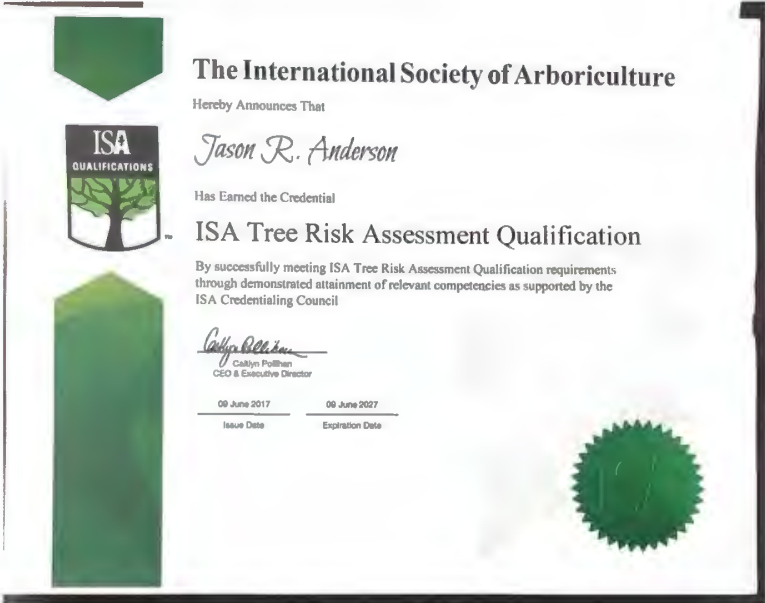 The International Society of Arboriculture
Hereby Announces That
Jason R. Anderson
ISA
QUALIFICATIONS
Has Earned the Credential
ISA Tree Risk Assessment Qualification
By successfully meeting ISA Tree Risk Assessment Qualification requirements
through demonstrated attainment of relevant competencies as supported by the
ISA Credentialing Council
Caitlyn Pollihan
Caitlyn Pollihan
CEO & Executive Director
09 June 2017 09 June 2027
Issue Date Expiration Date